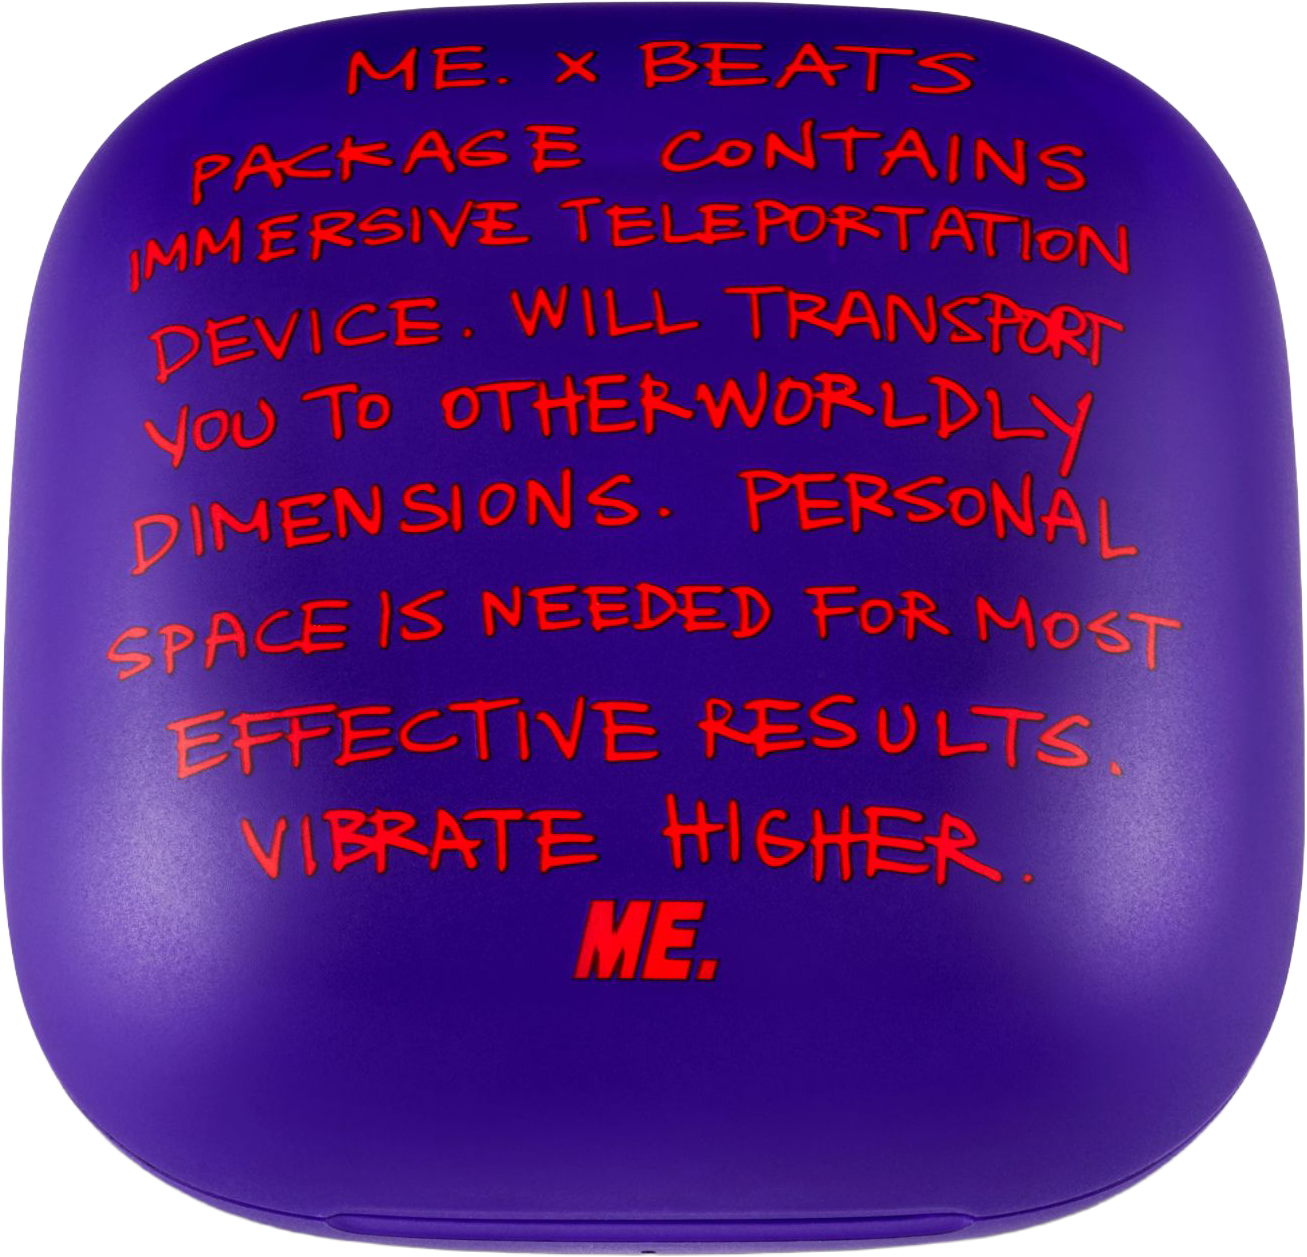 ME. x BEATS
PACKAGE CONTAINS
IMMERSIVE TELEPORTATION
DEVICE. WILL TRANSPORT
YOU TO OTHERWORLDLY
DIMENSIONS. PERSONAL
SPACE IS NEEDED FOR MOST
EFFECTIVE RESULTS.
VIBRATE HIGHER.
ME.